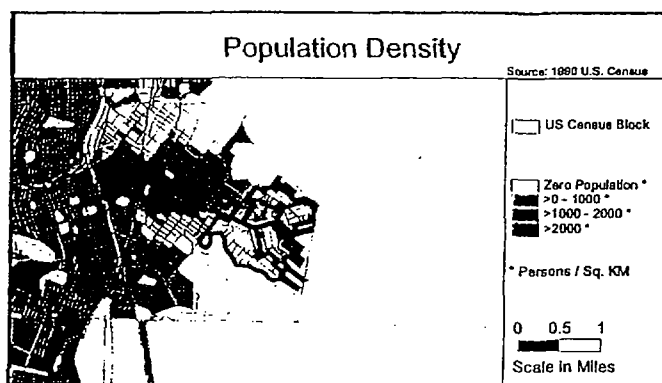 Population Density
Source: 1990 U.S. Census
US Census Block
Zero Population *
>0 - 1000 *
>1000 - 2000 *
>2000 *
* Persons / Sq. KM
0 0.5 1
Scale in Miles